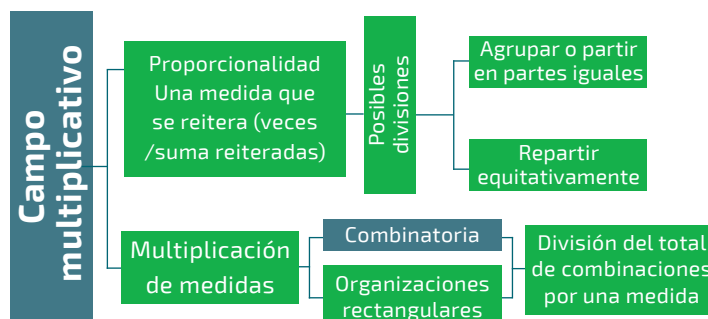 Campo
multiplicativo
Proporcionalidad
Una medida que
se reitera (veces
/suma reiteradas)
Posibles
divisiones
Agrupar o partir
en partes iguales
Repartir
equitativamente
Multiplicación
de medidas
Combinatoria
Organizaciones
rectangulares
División del total
de combinaciones
por una medida